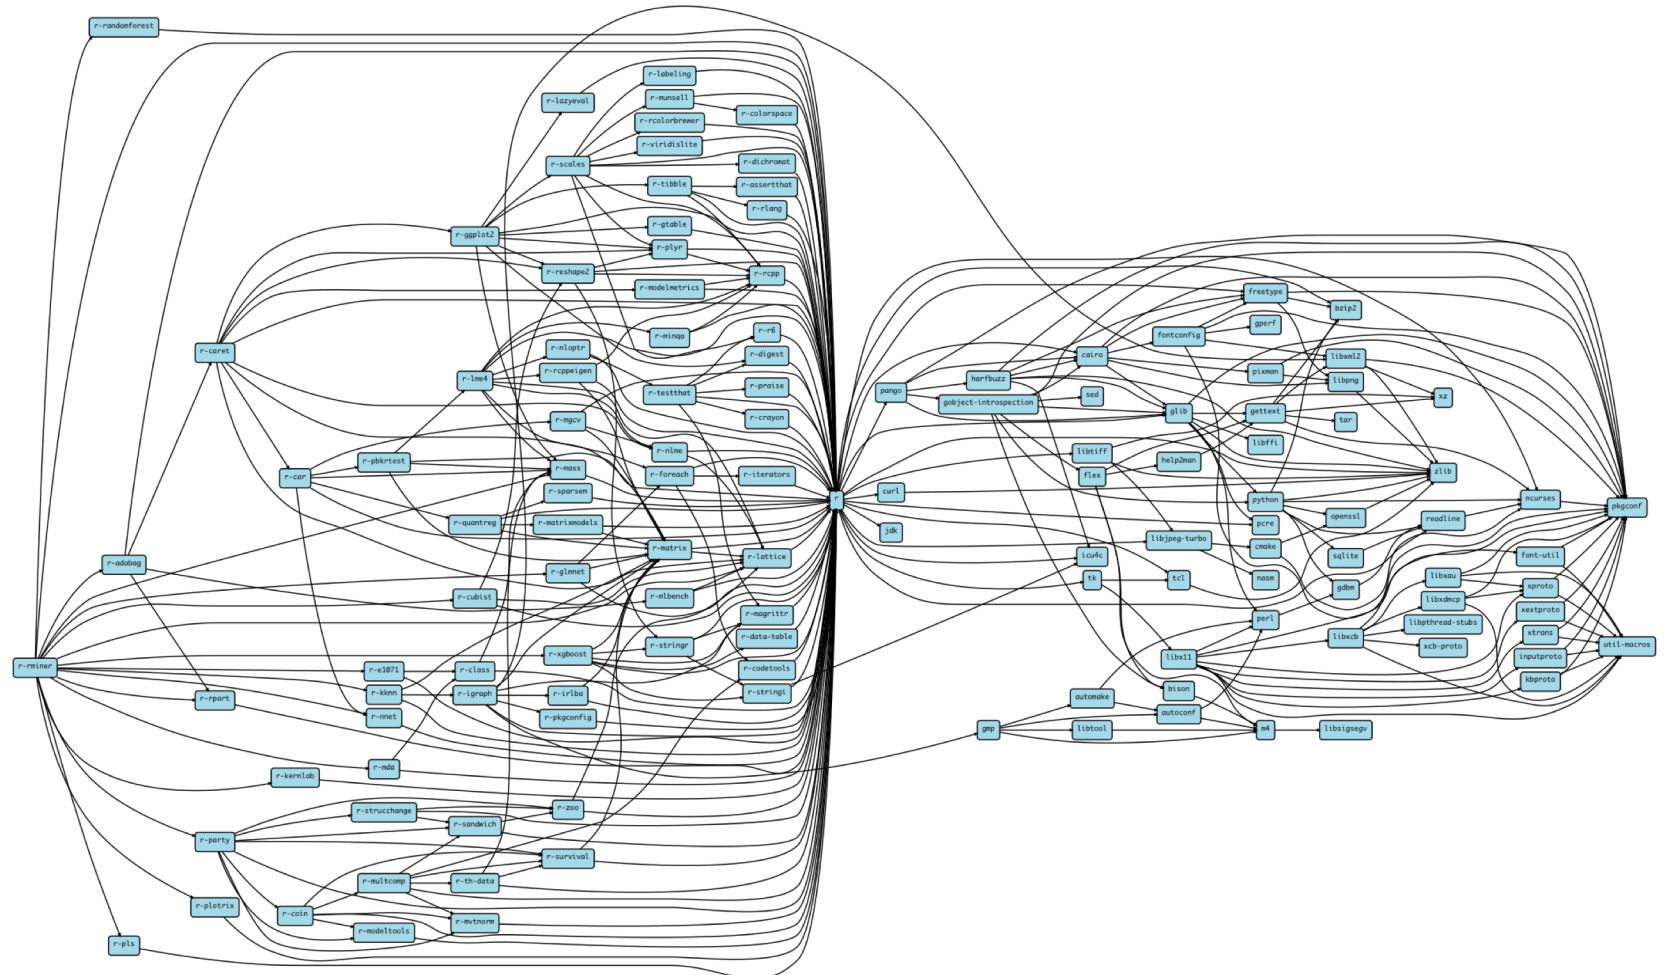 r-randomforest
r-labeling
r-munsell
r-lazyeval
r-colorspace
r-rcolorbrewer
r-viridislite
r-scales
r-dichromat
r-tibble
r-assertthat
r-rlang
r-gtable
r-ggplot2
r-plyr
r-reshape2
r-rcpp
r-modelmetrics
freetype
bzip2
gperf
r-r6
r-minqa
fontconfig
r-nloptr
r-caret
r-digest
cairo
libxml2
r-rcppeigen
pixman
r-lme4
harfbuzz
libpng
r-praise
r-testthat
pango
sed
xz
gobject-introspection
glib
gettext
r-crayon
r-mgcv
tar
libffi
r-nlme
libtiff
r-pbkrtest
help2man
r-mass
zlib
r-car
r-foreach
r-iterators
flex
r-sparsem
curl
r
python
ncurses
pkgconf
openssl
readline
r-quantreg
r-matrixmodels
pcre
jdk
libjpeg-turbo
r-matrix
cmake
r-lattice
icu4c
sqlite
font-util
r-adabag
r-glmnet
tk
tcl
nasm
libxau
xproto
gdbm
r-cubist
r-mlbench
libxdmcp
xextproto
r-magrittr
perl
libpthread-stubs
r-data-table
libxcb
xtrans
r-stringr
xcb-proto
util-macros
r-xgboost
libx11
inputproto
r-rminer
r-e1071
r-class
r-codetools
kbproto
r-kknn
r-igraph
r-irlba
r-stringi
bison
r-rpart
automake
r-nnet
r-pkgconfig
autoconf
gmp
libtool
m4
libsigsegv
r-mda
r-kernlab
r-zoo
r-strucchange
r-sandwich
r-party
r-survival
r-multcomp
r-th-data
r-plotrix
r-coin
r-mvtnorm
r-modeltools
r-pls